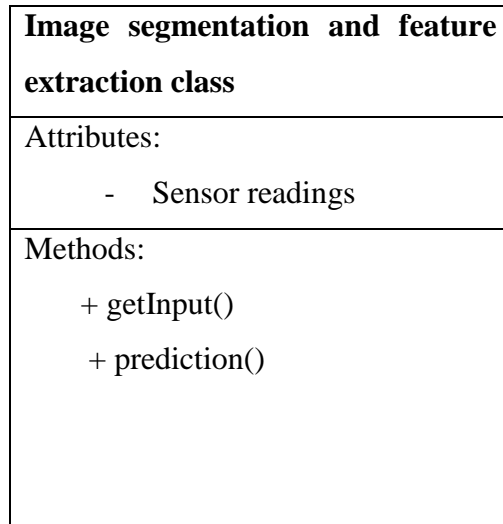 Image segmentation and feature
extraction class
Attributes:
- Sensor readings
Methods:
+ getInput()
+ prediction()